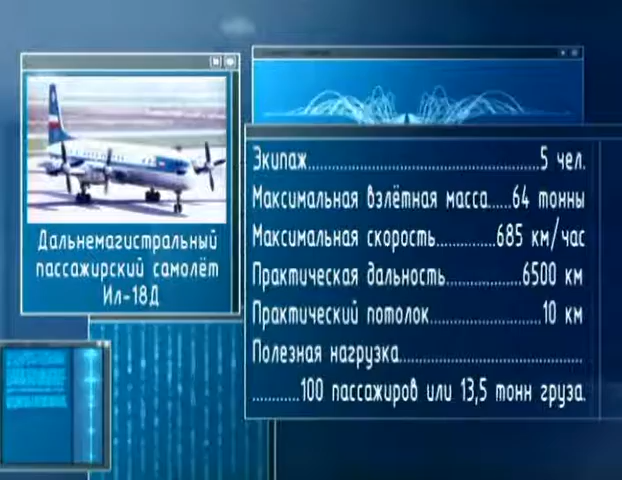 Дальнемагистральный
пассажирский самолёт
Ил-18Д
Экипаж..............................5 чел.
Максимальная взлётная масса......64 тонны
Максимальная скорость..............685 км/час
Практическая дальность..............6500 км
Практический потолок....................10 км
Полезная нагрузка..............................
............100 пассажиров или 13,5 тонн груза.